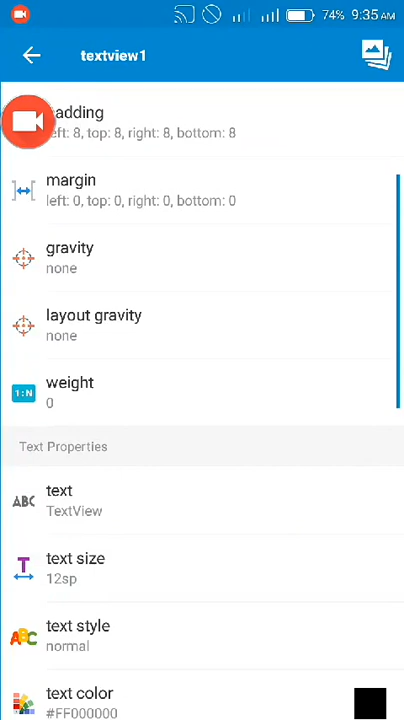 74% 9:35 AM
textview1
padding
left: 8, top: 8, right: 8, bottom: 8
margin
left: 0, top: 0, right: 0, bottom: 0
gravity
none
layout gravity
none
1:N
weight
0
Text Properties
ABC
text
TextView
T
text size
12sp
ABC
text style
normal
text color
#FF000000